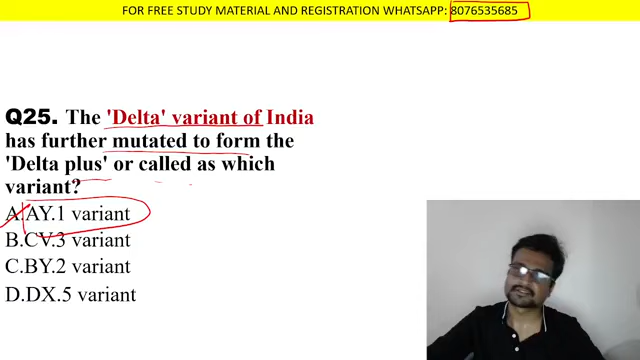 FOR FREE STUDY MATERIAL AND REGISTRATION WHATSAPP: 8076535685
Q25. The 'Delta' variant of India
has further mutated to form the
'Delta plus' or called as which
variant?
A.AY.1 variant
B.CV.3 variant
C.BY.2 variant
D.DX.5 variant